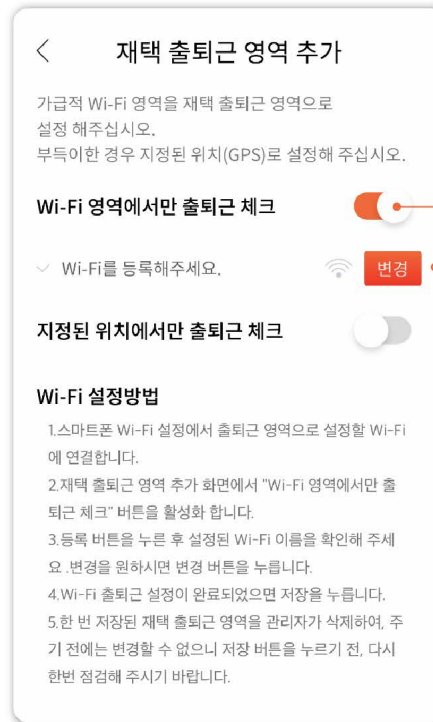 재택 출퇴근 영역 추가
가급적 Wi-Fi 영역을 재택 출퇴근 영역으로
설정 해주십시오.
부득이한 경우 지정된 위치(GPS)로 설정해 주십시오.
Wi-Fi 영역에서만 출퇴근 체크
Wi-Fi를 등록해주세요. 변경
지정된 위치에서만 출퇴근 체크
Wi-Fi 설정방법
1.스마트폰 Wi-Fi 설정에서 출퇴근 영역으로 설정할 Wi-Fi
에 연결합니다.
2.재택 출퇴근 영역 추가 화면에서 "Wi-Fi 영역에서만 출
퇴근 체크" 버튼을 활성화 합니다.
3.등록 버튼을 누른 후 설정된 Wi-Fi 이름을 확인해 주세
요 .변경을 원하시면 변경 버튼을 누릅니다.
4.Wi-Fi 출퇴근 설정이 완료되었으면 저장을 누릅니다.
5.한 번 저장된 재택 출퇴근 영역을 관리자가 삭제하여, 주
기 전에는 변경할 수 없으니 저장 버튼을 누르기 전, 다시
한번 점검해 주시기 바랍니다.